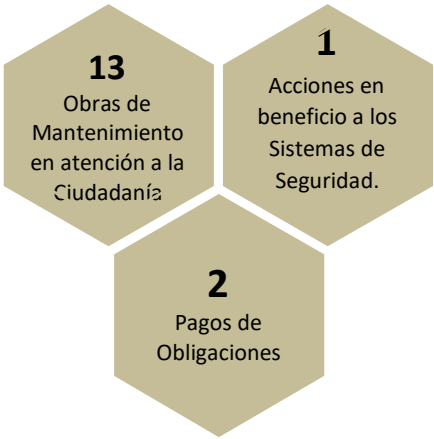 13
Obras de
Mantenimiento
en atención a la
Ciudadanía
1
Acciones en
beneficio a los
Sistemas de
Seguridad.
2
Pagos de
Obligaciones